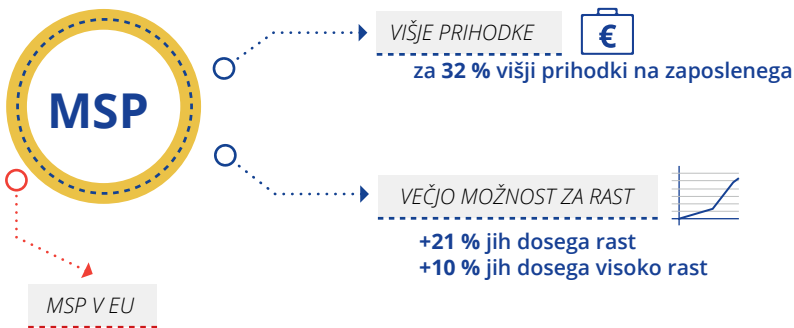 MSP
VIŠJE PRIHODKE
€
za 32 % višji prihodki na zaposlenega
VEČJO MOŽNOST ZA RAST
+21 % jih dosega rast
+10 % jih dosega visoko rast
MSP V EU